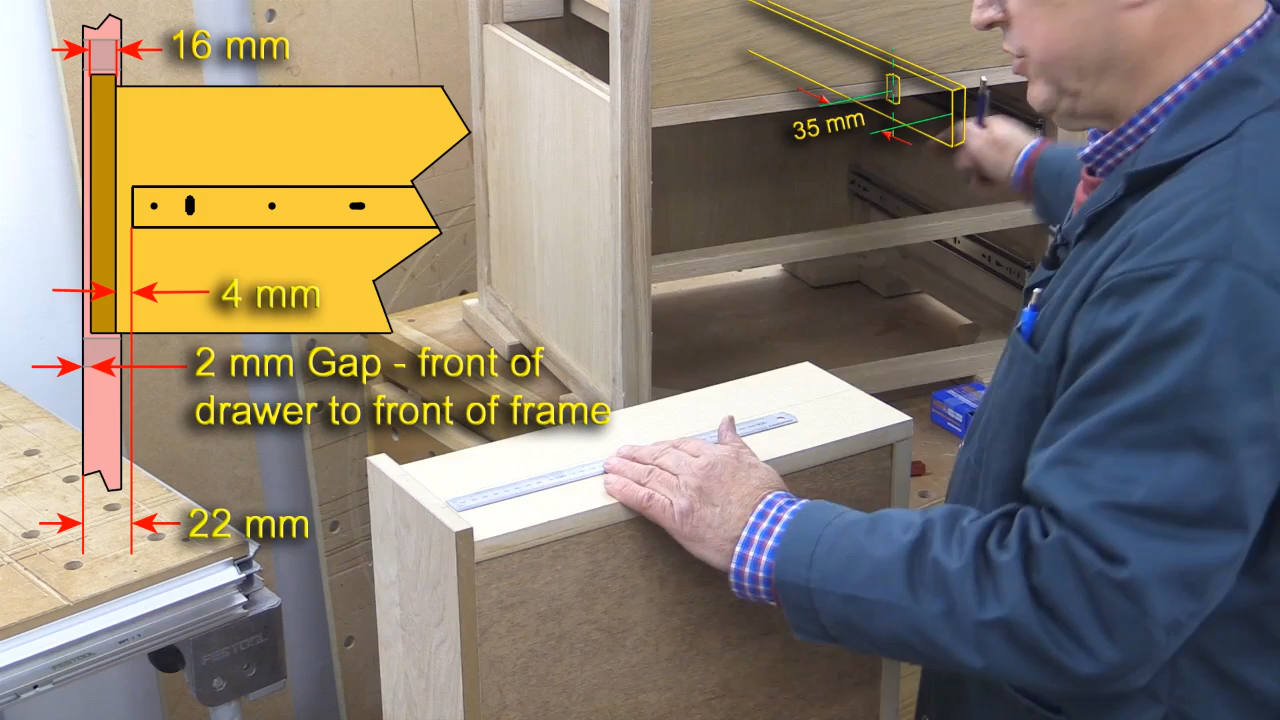 16 mm
35 mm
4 mm
2 mm Gap - front of
drawer to front of frame
22 mm
FESTOOL